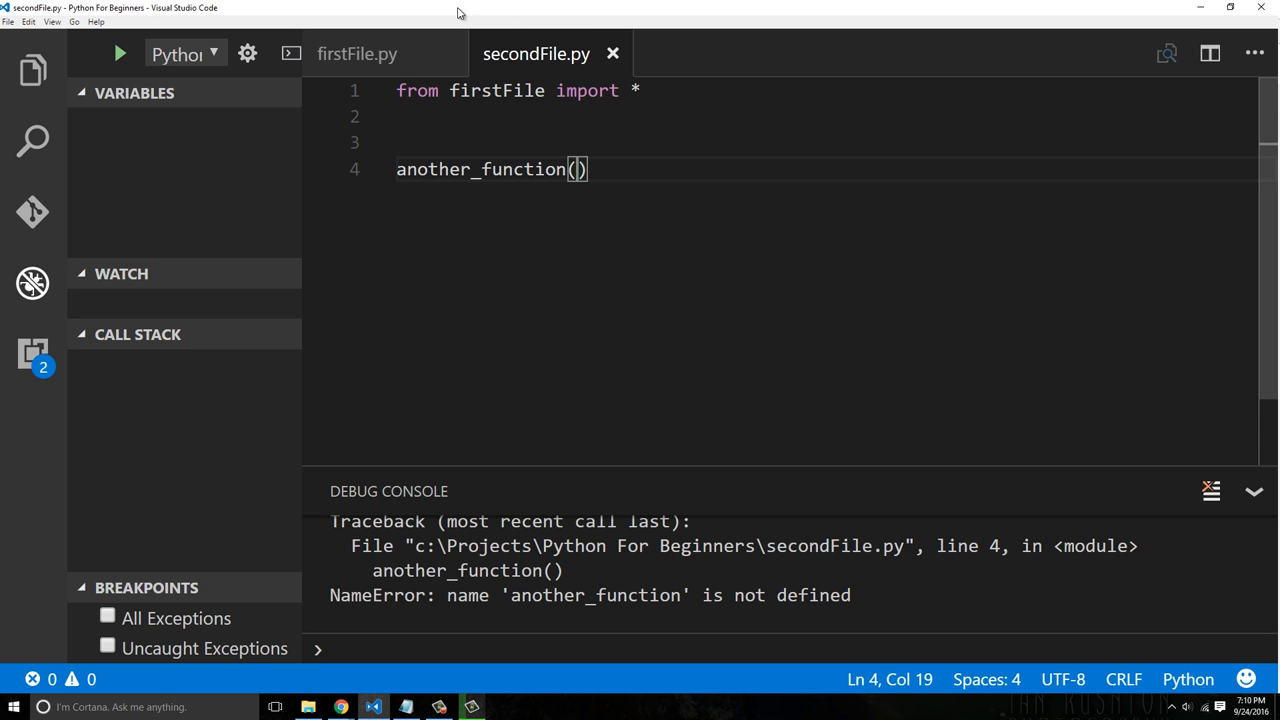 secondFile.py - Python For Beginners - Visual Studio Code
File Edit View Go Help
Python
firstFile.py
secondFile.py
VARIABLES
1 from firstFile import *
2
3
4 another_function()
WATCH
CALL STACK
2
DEBUG CONSOLE
Traceback (most recent call last):
File "c:\Projects\Python For Beginners\secondFile.py", line 4, in <module>
another_function()
NameError: name 'another_function' is not defined
BREAKPOINTS
All Exceptions
Uncaught Exceptions
0 0 Ln 4, Col 19 Spaces: 4 UTF-8 CRLF Python
I'm Cortana. Ask me anything.
7:10 PM
9/24/2016